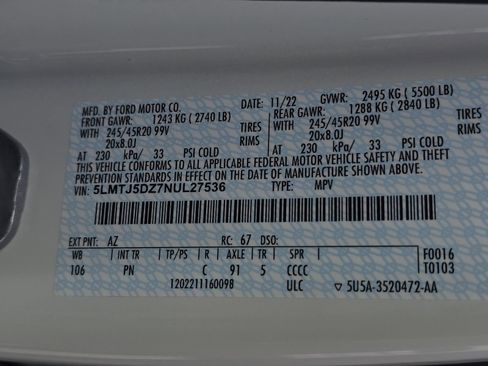 MFD. BY FORD MOTOR CO. 11/22 GVWR: 2495 KG ( 5500 LB)
FRONT GAWR: 1243 KG ( 2740 LB) REAR GAWR: 1288 KG ( 2840 LB)
WITH 245/45R20 99V TIRES WITH 245/45R20 99V TIRES
20x8.0J RIMS 20x8.0J RIMS
AT 230 kPa/ 33 PSI COLD AT 230 kPa/ 33 PSI COLD
THIS VEHICLE CONFORMS TO ALL APPLICABLE FEDERAL MOTOR VEHICLE SAFETY AND THEFT
PREVENTION STANDARDS IN EFFECT ON THE DATE OF MANUFACTURE SHOWN ABOVE.
VIN: 5LMTJ5DZ7NUL27536 TYPE: MPV
EXT PNT: AZ RC: 67 DSO:
WB INT TR TP/PS R AXLE TR SPR F0016
106 PN C 91 5 CCCC T0103
1202211160098 ULC ▽ 5U5A-3520472-AA